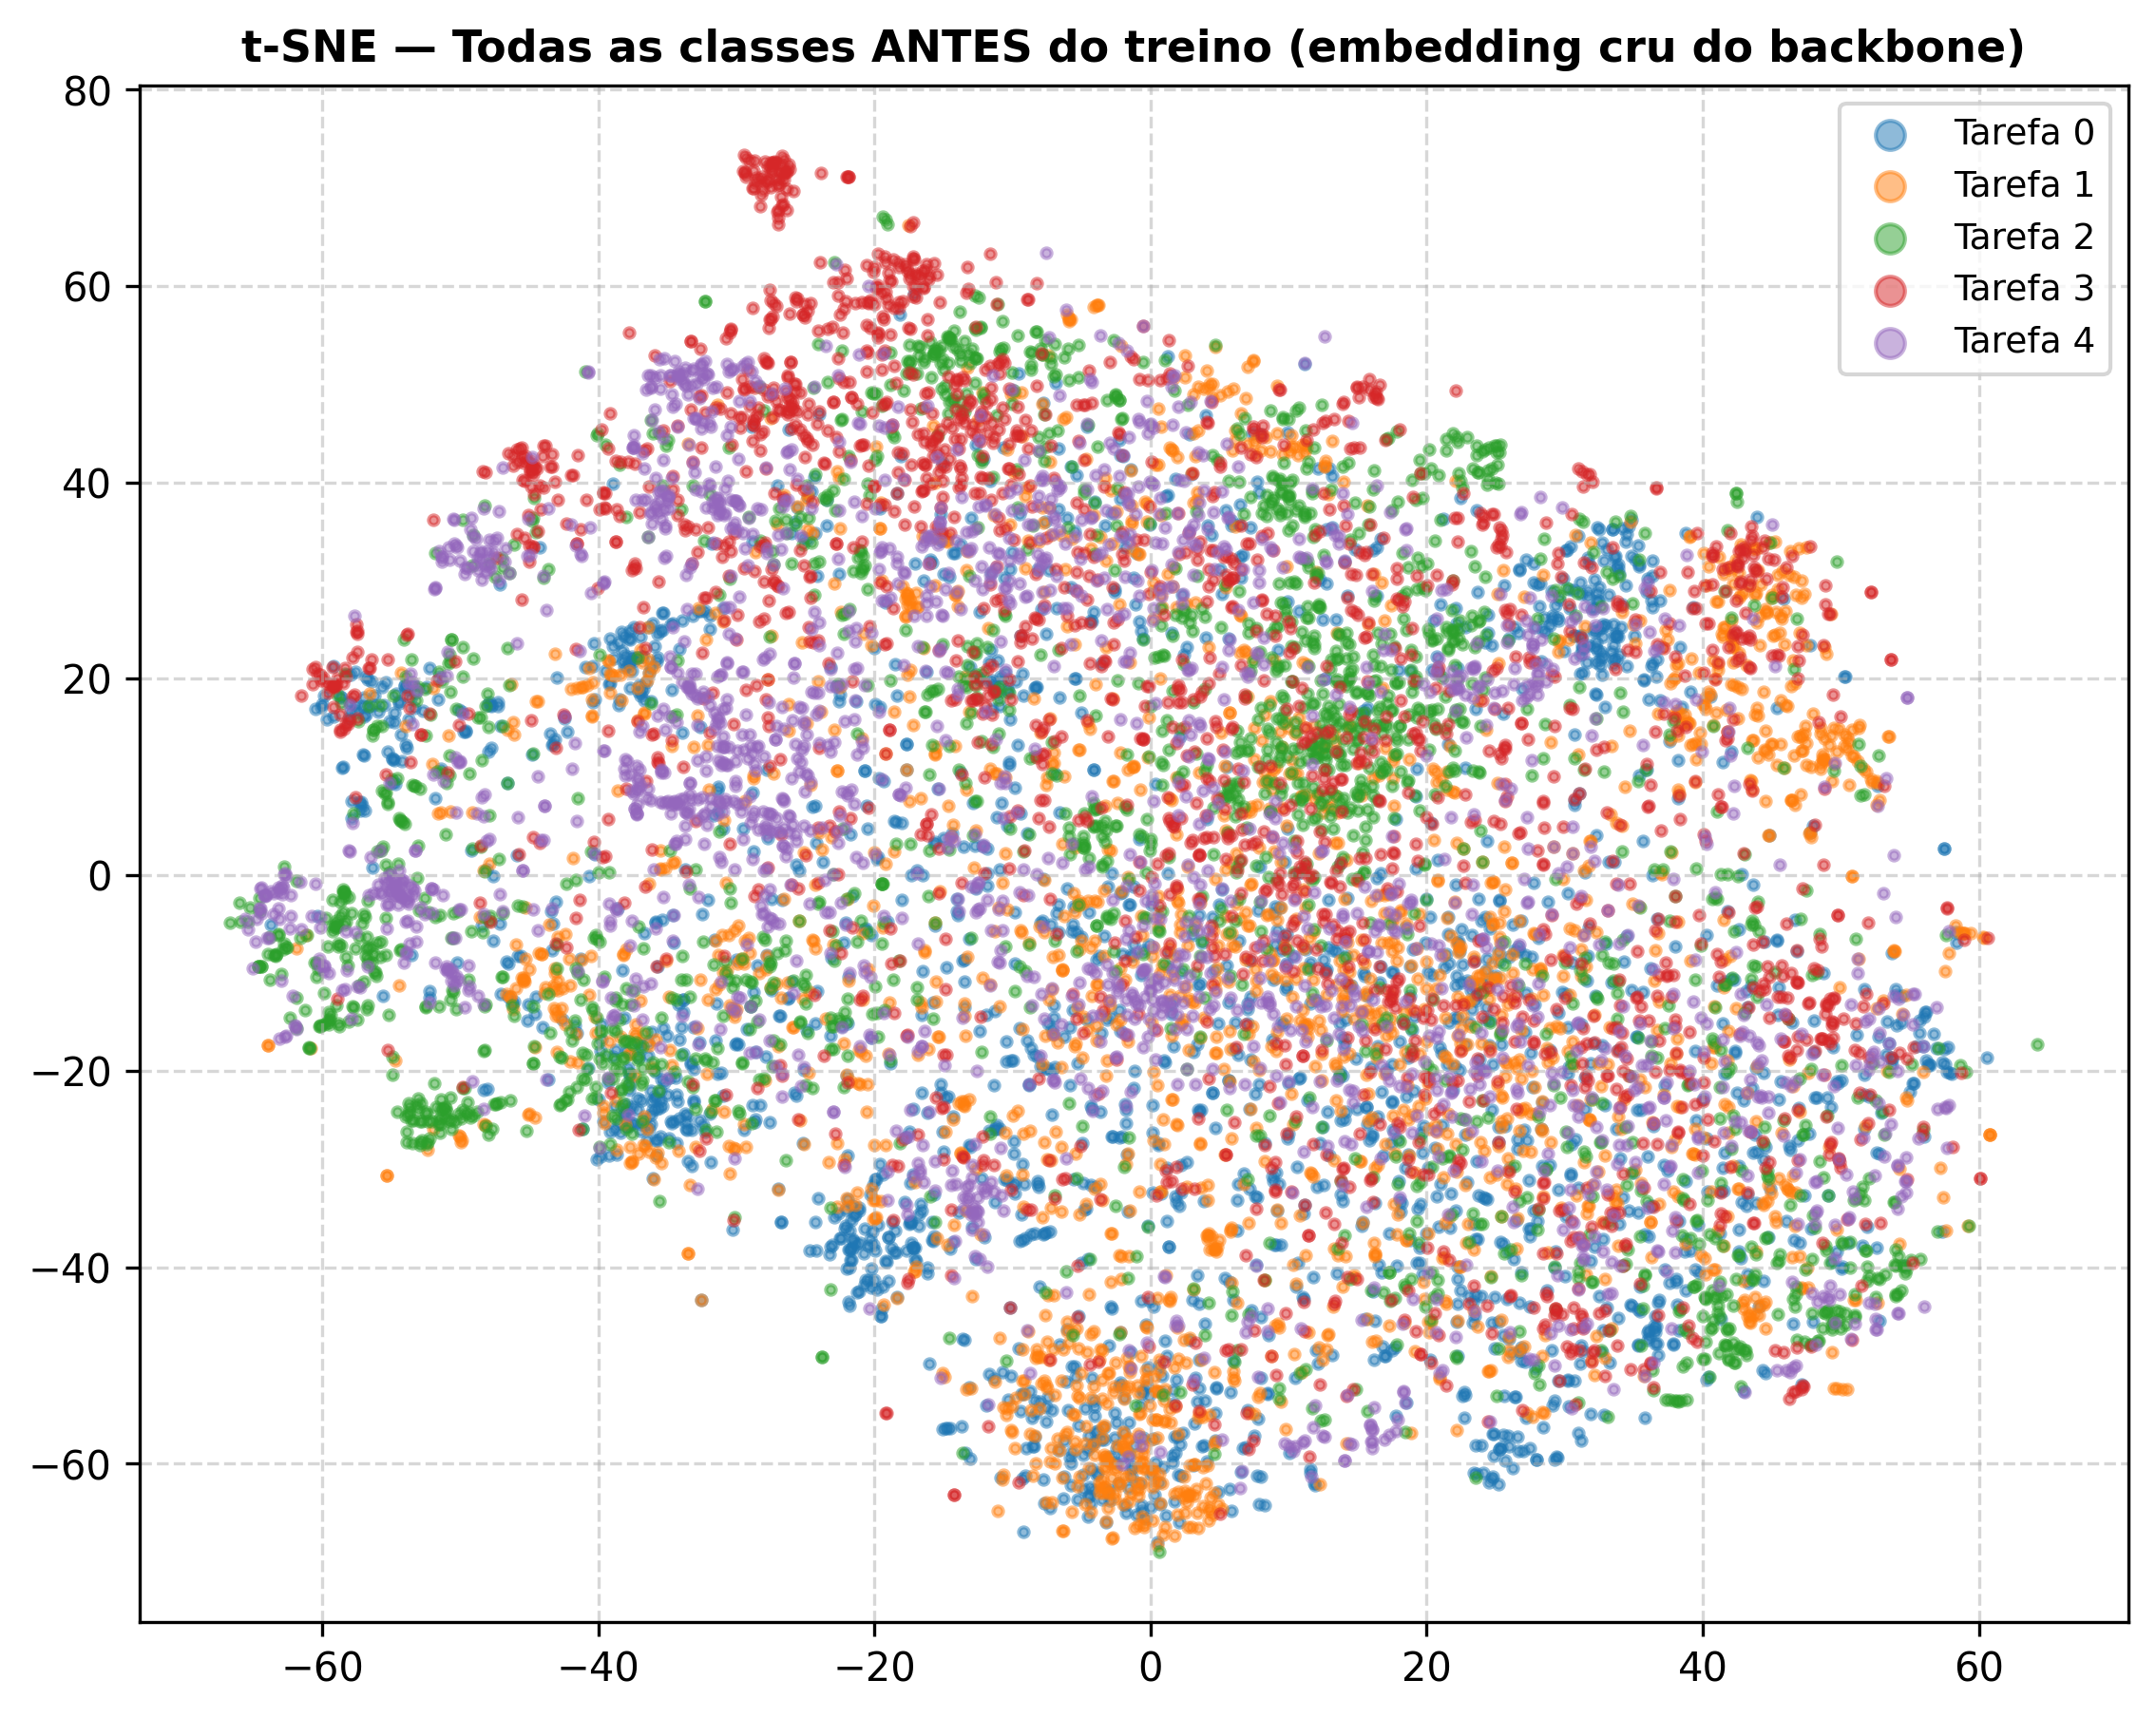 t-SNE — Todas as classes ANTES do treino (embedding cru do backbone)
80
60
40
20
0
−20
−40
−60
Tarefa 0
Tarefa 1
Tarefa 2
Tarefa 3
Tarefa 4
−60 −40 −20 0 20 40 60